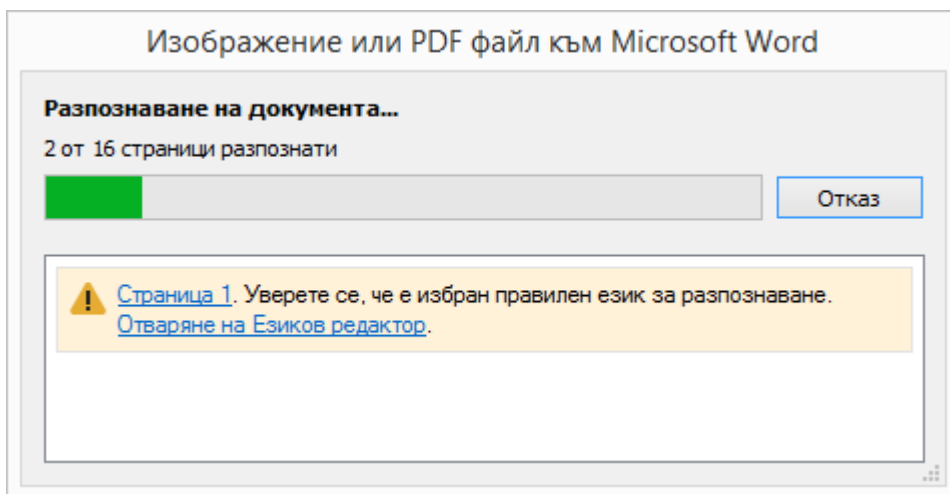 Изображение или PDF файл към Microsoft Word
Разпознаване на документа...
2 от 16 страници разпознати
Отказ
Страница 1. Уверете се, че е избран правилен език за разпознаване.
Отваряне на Езиков редактор.